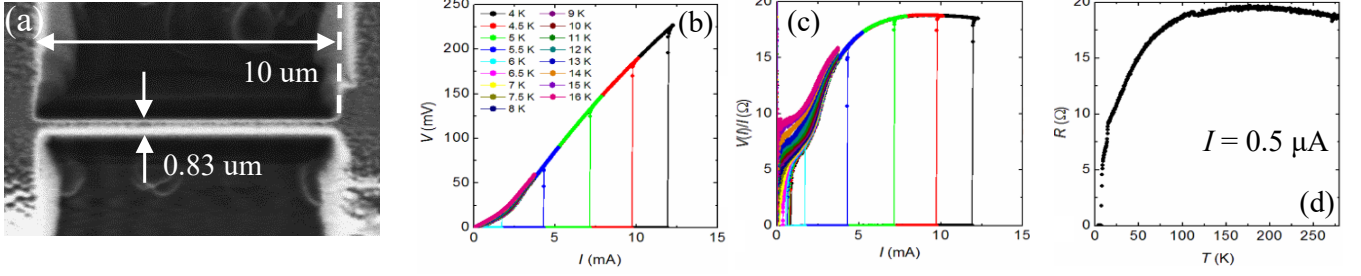 (a)
10 um
0.83 um
(b)
250
200
150
100
50
0
V (mV)
0 5 10 15
I (mA)
4 K 9 K
4.5 K 10 K
5 K 11 K
5.5 K 12 K
6 K 13 K
6.5 K 14 K
7 K 15 K
7.5 K 16 K
8 K
(c)
20
15
10
5
0
V(I)/I (Ω)
0 5 10 15
I (mA)
(d)
20
15
10
5
0
R (Ω)
I = 0.5 µA
0 50 100 150 200 250
T (K)